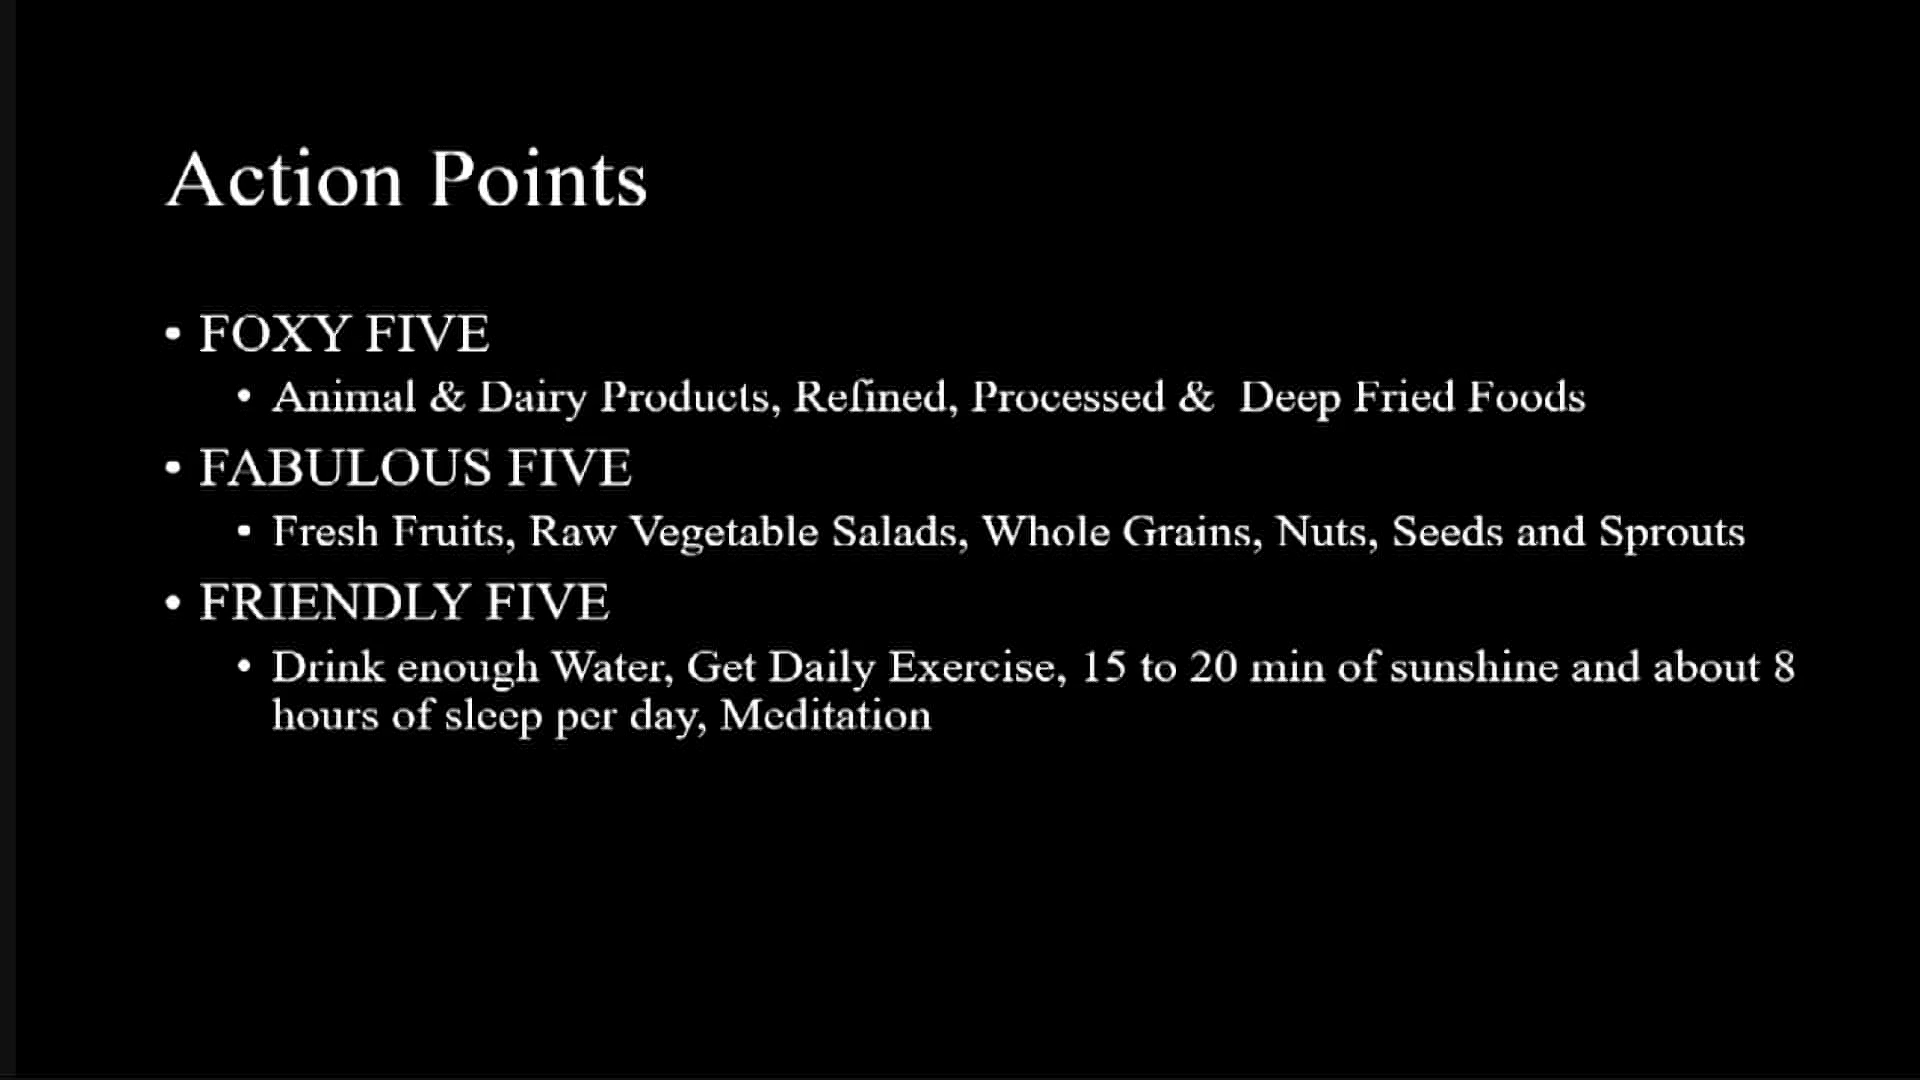 Action Points
• FOXY FIVE
• Animal & Dairy Products, Refined, Processed & Deep Fried Foods
• FABULOUS FIVE
• Fresh Fruits, Raw Vegetable Salads, Whole Grains, Nuts, Seeds and Sprouts
• FRIENDLY FIVE
• Drink enough Water, Get Daily Exercise, 15 to 20 min of sunshine and about 8
hours of sleep per day, Meditation